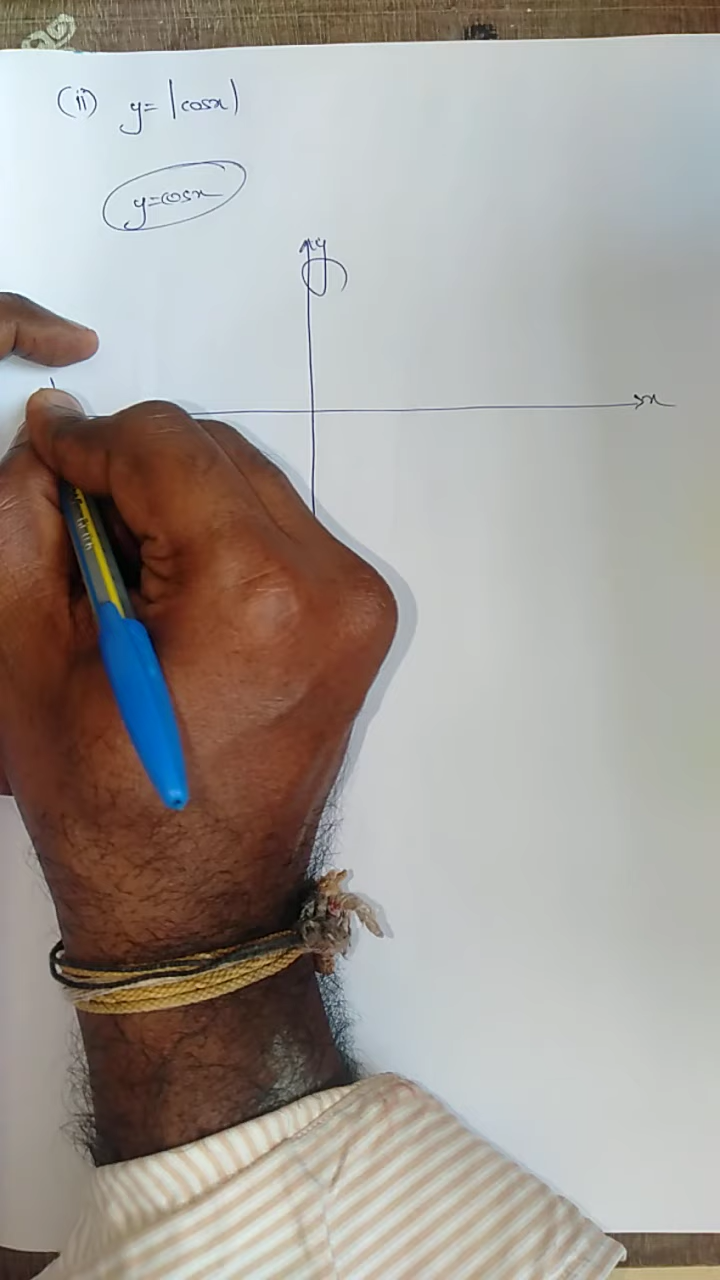 (ii) y=|cosx|
y=cosx
y
x